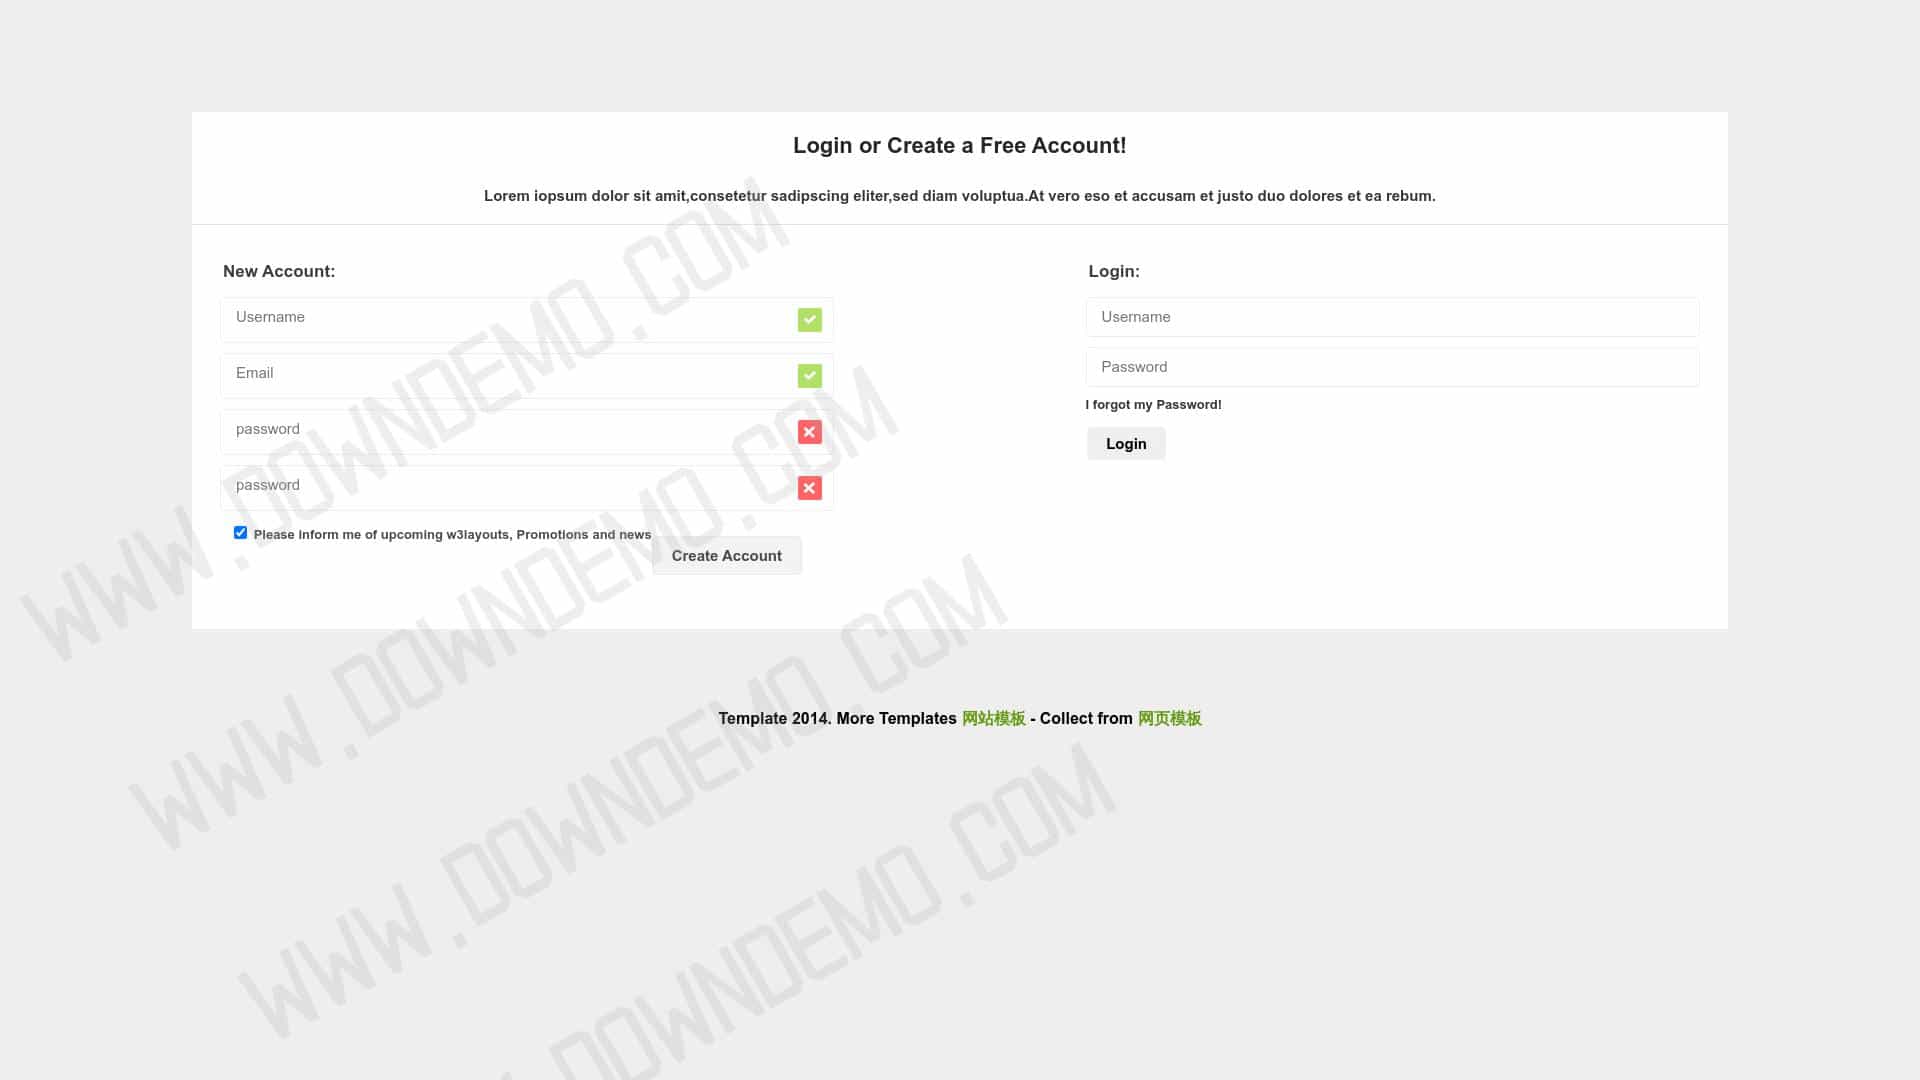 Login or Create a Free Account!
Lorem iopsum dolor sit amit,consetetur sadipscing eliter,sed diam voluptua.At vero eso et accusam et justo duo dolores et ea rebum.
New Account:
Username
Email
password
password
Please inform me of upcoming w3layouts, Promotions and news
Create Account
Login:
Username
Password
I forgot my Password!
Login
Template 2014. More Templates 网站模板 - Collect from 网页模板
WWW.DOWNDEMO.COM
WWW.DOWNDEMO.COM
WWW.DOWNDEMO.COM
DOWNDEMO.COM